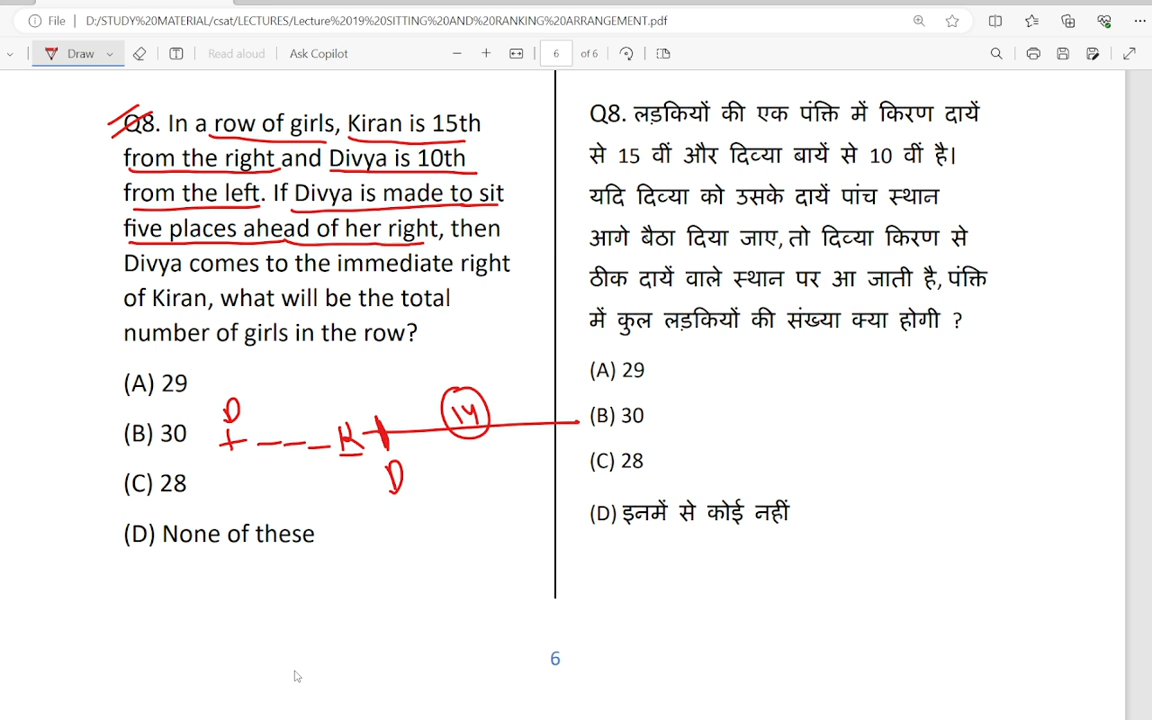 File
D:/STUDY%20MATERIAL/csat/LECTURES/Lecture%2019%20SITTING%20AND%20RANKING%20ARRANGEMENT.pdf
Draw
Read aloud
Ask Copilot
6
of 6
Q8. In a row of girls, Kiran is 15th
from the right and Divya is 10th
from the left. If Divya is made to sit
five places ahead of her right, then
Divya comes to the immediate right
of Kiran, what will be the total
number of girls in the row?
(A) 29
(B) 30
(C) 28
(D) None of these
D
K
14
D
Q8. लड़कियों की एक पंक्ति में किरण दायें
से 15 वीं और दिव्या बायें से 10 वीं है।
यदि दिव्या को उसके दायें पांच स्थान
आगे बैठा दिया जाए, तो दिव्या किरण से
ठीक दायें वाले स्थान पर आ जाती है, पंक्ति
में कुल लड़कियों की संख्या क्या होगी ?
(A) 29
(B) 30
(C) 28
(D) इनमें से कोई नहीं
6